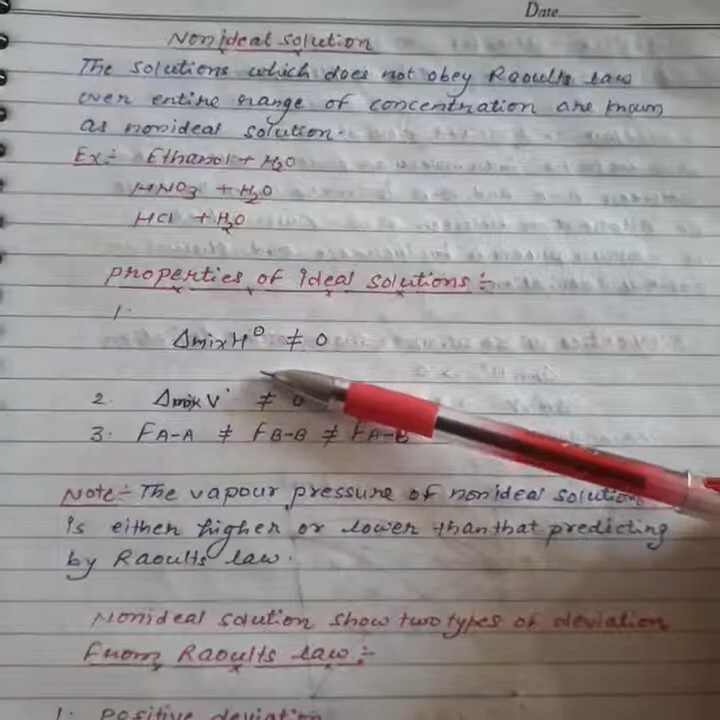 Date
Nonideal solution
The solutions which does not obey Raoults law
over entire range of concentration are known
as nonideal solution.
Ex:- Ethanol + H2O
HNO3 + H2O
HCl + H2O
properties of ideal solutions:-
1.
ΔmixH° ≠ 0
2. ΔmixV ≠ 0
3. FA-A ≠ FB-B ≠ FA-B
Note:- The vapour pressure of nonideal solution
is either higher or lower than that predicting
by Raoults law.
Nonideal solution show two types of deviation
From Raoults law:-
1. Positive deviation